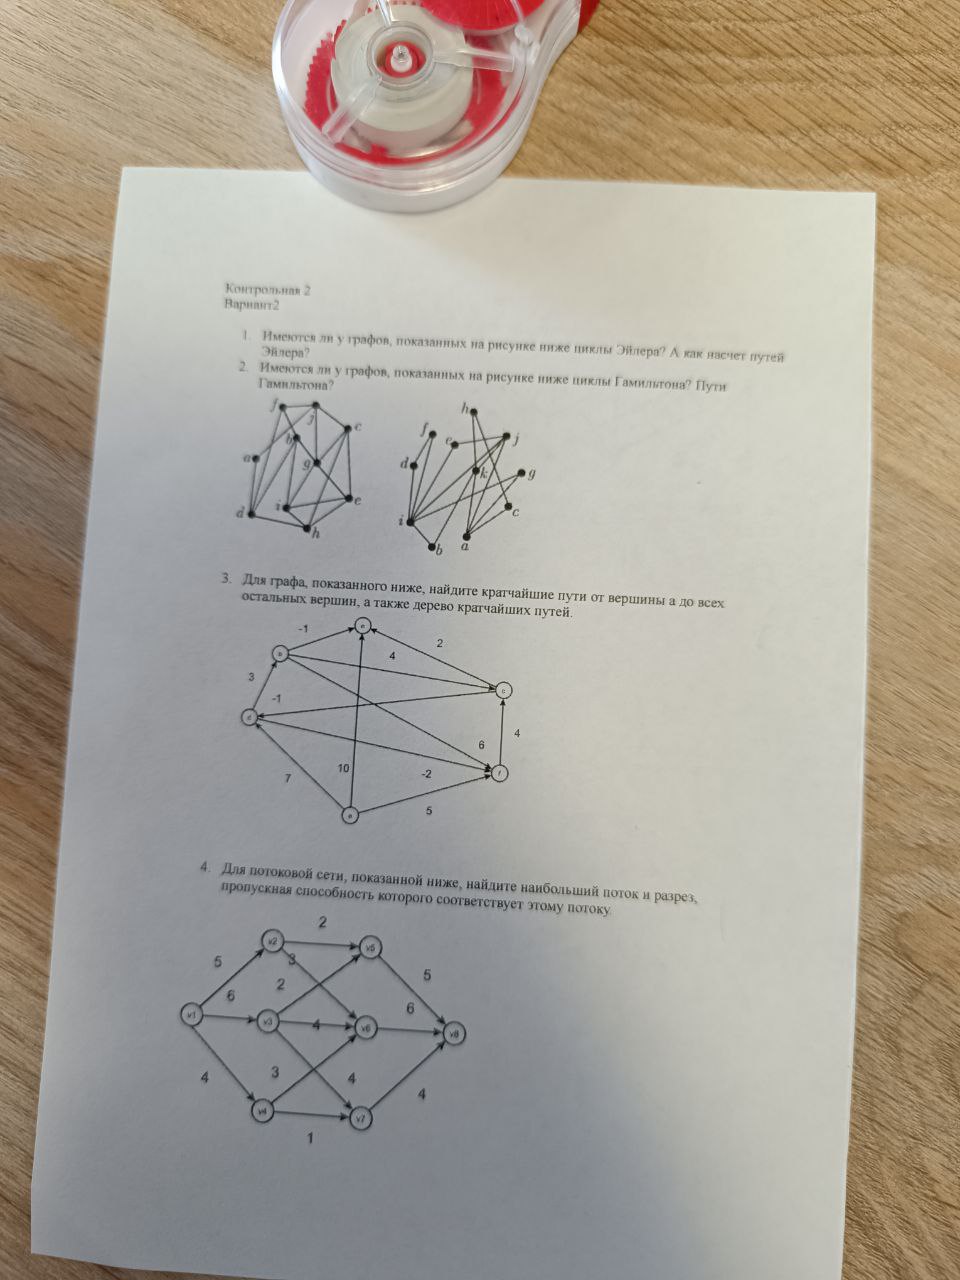 Контрольная 2
Вариант2
1. Имеются ли у графов, показанных на рисунке ниже циклы Эйлера? А как насчет путей
Эйлера?
2. Имеются ли у графов, показанных на рисунке ниже циклы Гамильтона? Пути
Гамильтона?
f j h
b c f e j
a g d k g
d i e i c
h b a
3. Для графа, показанного ниже, найдите кратчайшие пути от вершины a до всех
остальных вершин, а также дерево кратчайших путей.
-1 2
4
3 -1
c
6 4
7 10 -2 f
5
4. Для потоковой сети, показанной ниже, найдите наибольший поток и разрез,
пропускная способность которого соответствует этому потоку.
2
v2 v5
5 3 5
6 2 6
v1 v3 4 v6 v8
4 3 4 4
v4 v7
1